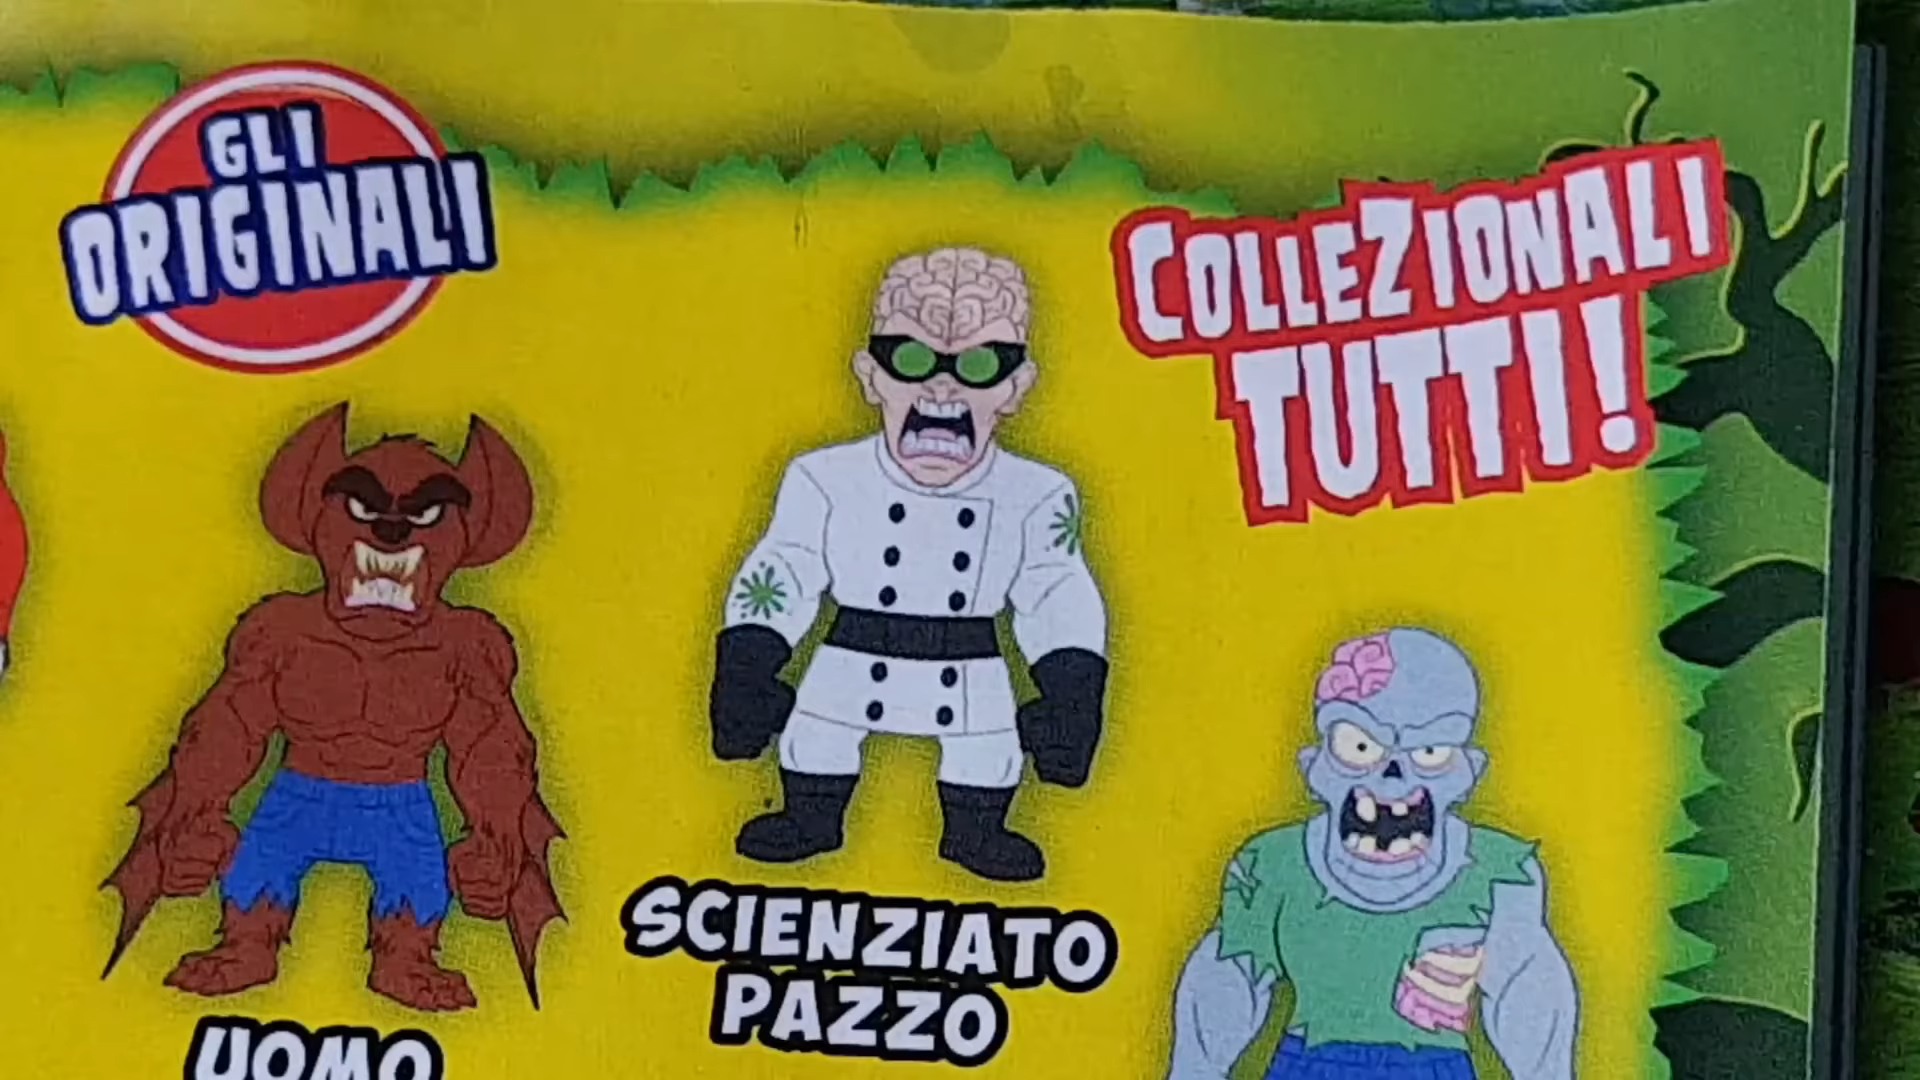 GLI
ORIGINALI
COLLEZIONALI
TUTTI!
SCIENZIATO
PAZZO
UOMO